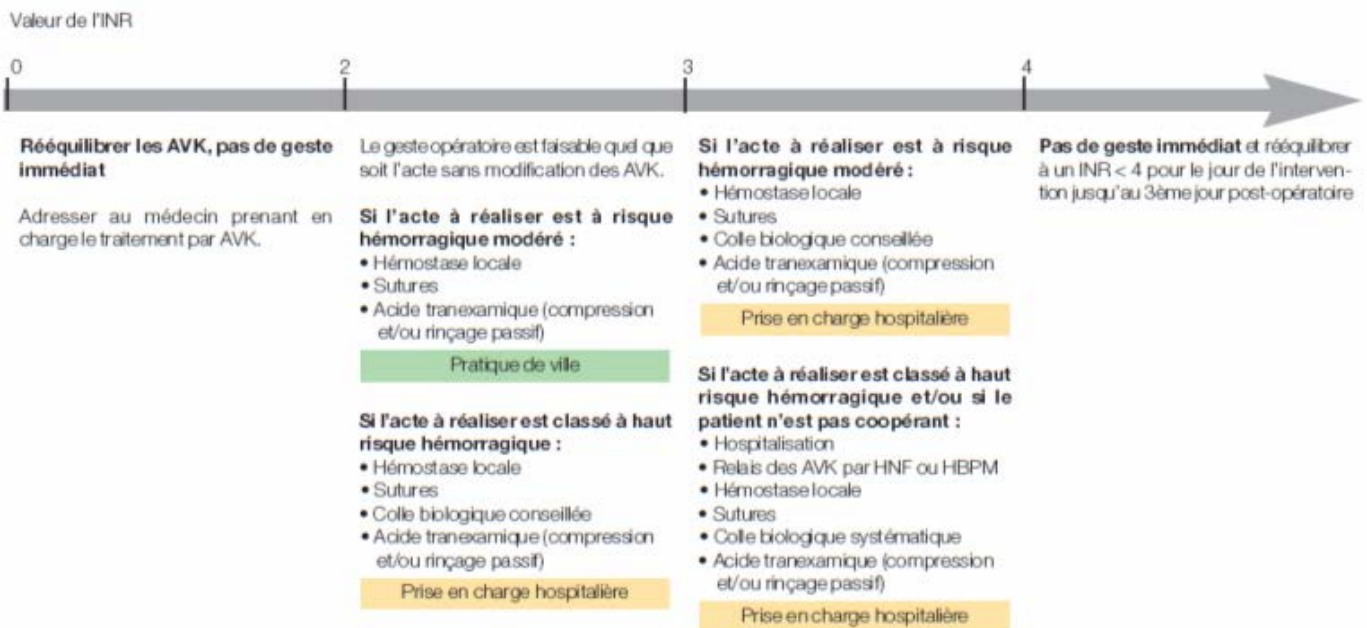 Valeur de l'INR
0
2
3
4
Rééquilibrer les AVK, pas de geste
immédiat
Adresser au médecin prenant en
charge le traitement par AVK.
Le geste opératoire est faisable quel que
soit l'acte sans modification des AVK.
Si l'acte à réaliser est à risque
hémorragique modéré :
• Hémostase locale
• Sutures
• Acide tranexamique (compression
et/ou rinçage passif)
Pratique de ville
Si l'acte à réaliser est classé à haut
risque hémorragique :
• Hémostase locale
• Sutures
• Colle biologique conseillée
• Acide tranexamique (compression
et/ou rinçage passif)
Prise en charge hospitalière
Si l'acte à réaliser est à risque
hémorragique modéré :
• Hémostase locale
• Sutures
• Colle biologique conseillée
• Acide tranexamique (compression
et/ou rinçage passif)
Prise en charge hospitalière
Si l'acte à réaliser est classé à haut
risque hémorragique et/ou si le
patient n'est pas coopérant :
• Hospitalisation
• Relais des AVK par HNF ou HBPM
• Hémostase locale
• Sutures
• Colle biologique systématique
• Acide tranexamique (compression
et/ou rinçage passif)
Prise en charge hospitalière
Pas de geste immédiat et rééquilibrer
à un INR < 4 pour le jour de l'interven-
tion jusqu'au 3ème jour post-opératoire